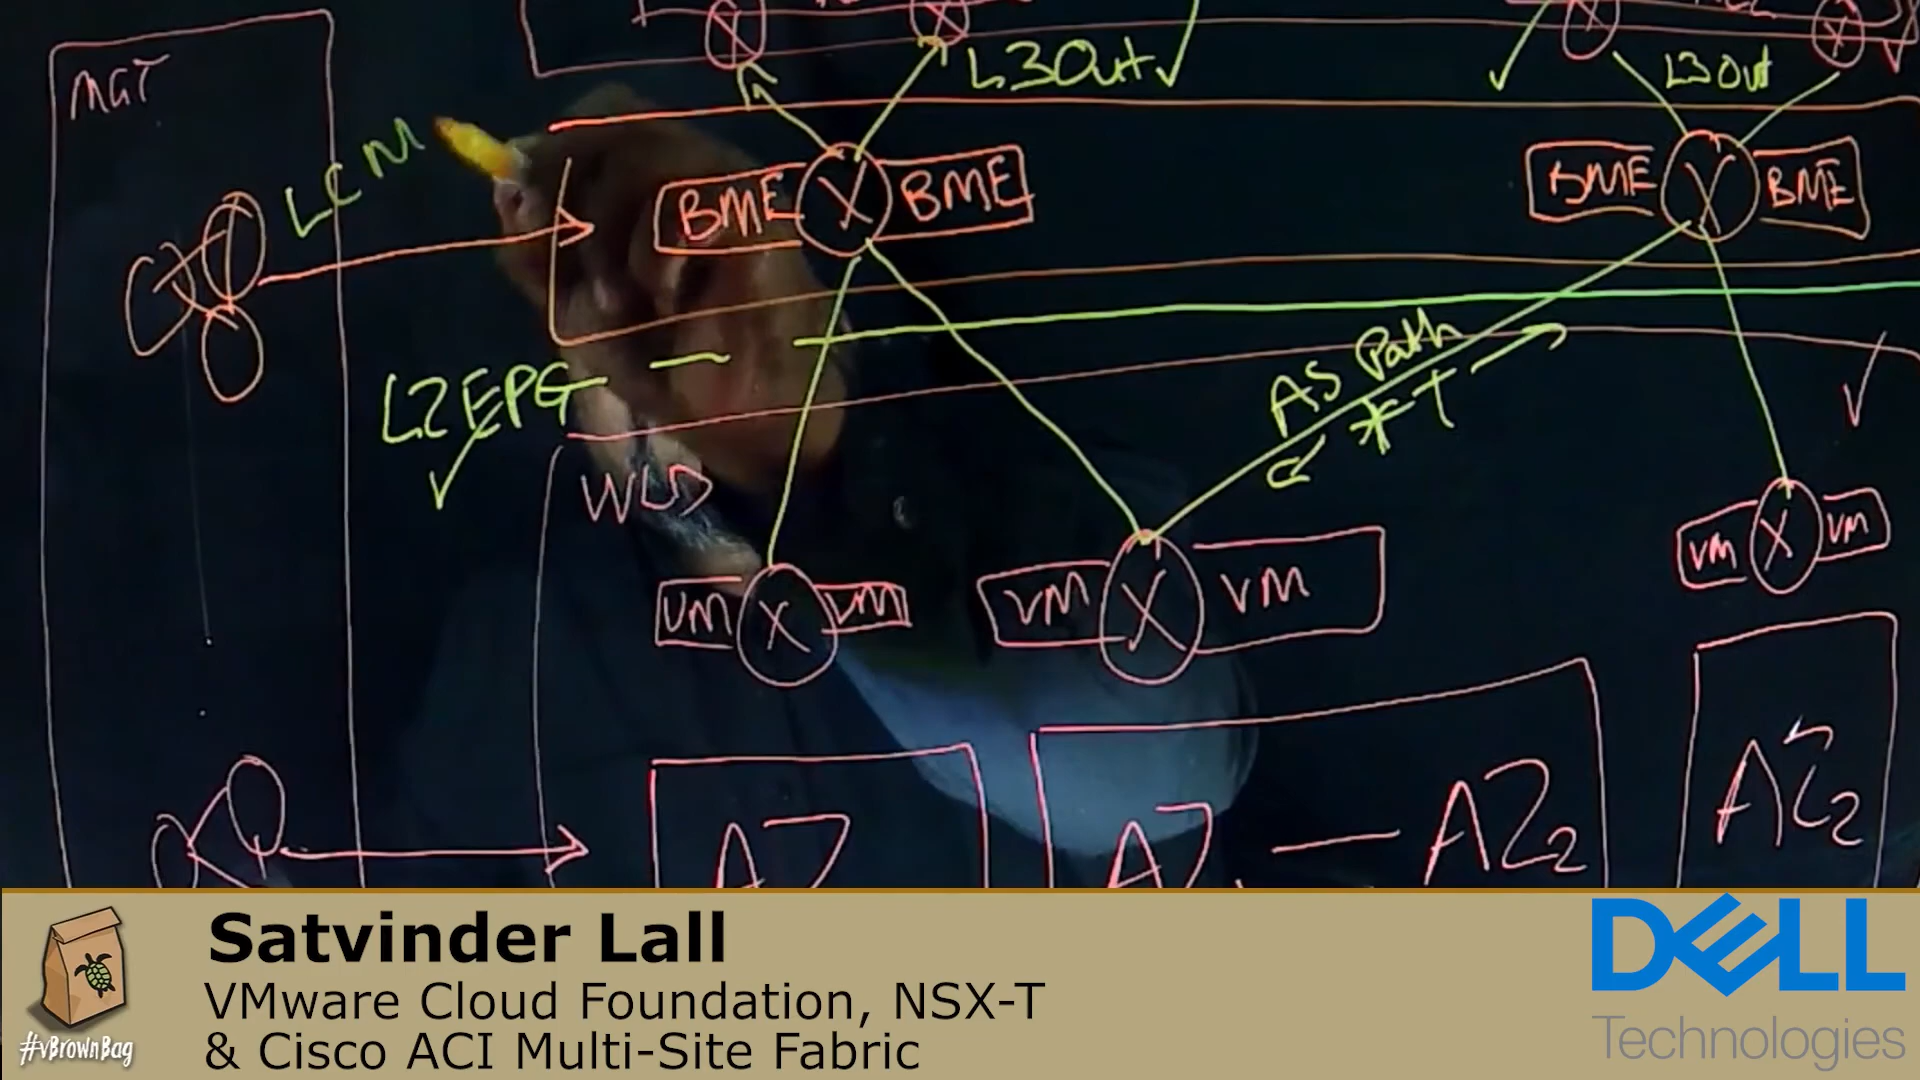 MGT
L3Out
L3Out
LCM
BME
X
BME
BME
X
BME
AS Path
L2EPG
WLD
VM
X
VM
VM
X
VM
VM
X
VM
AZ
AZ
AZ2
AZ2
Satvinder Lall
VMware Cloud Foundation, NSX-T
& Cisco ACI Multi-Site Fabric
#vBrownBag
DELL
Technologies